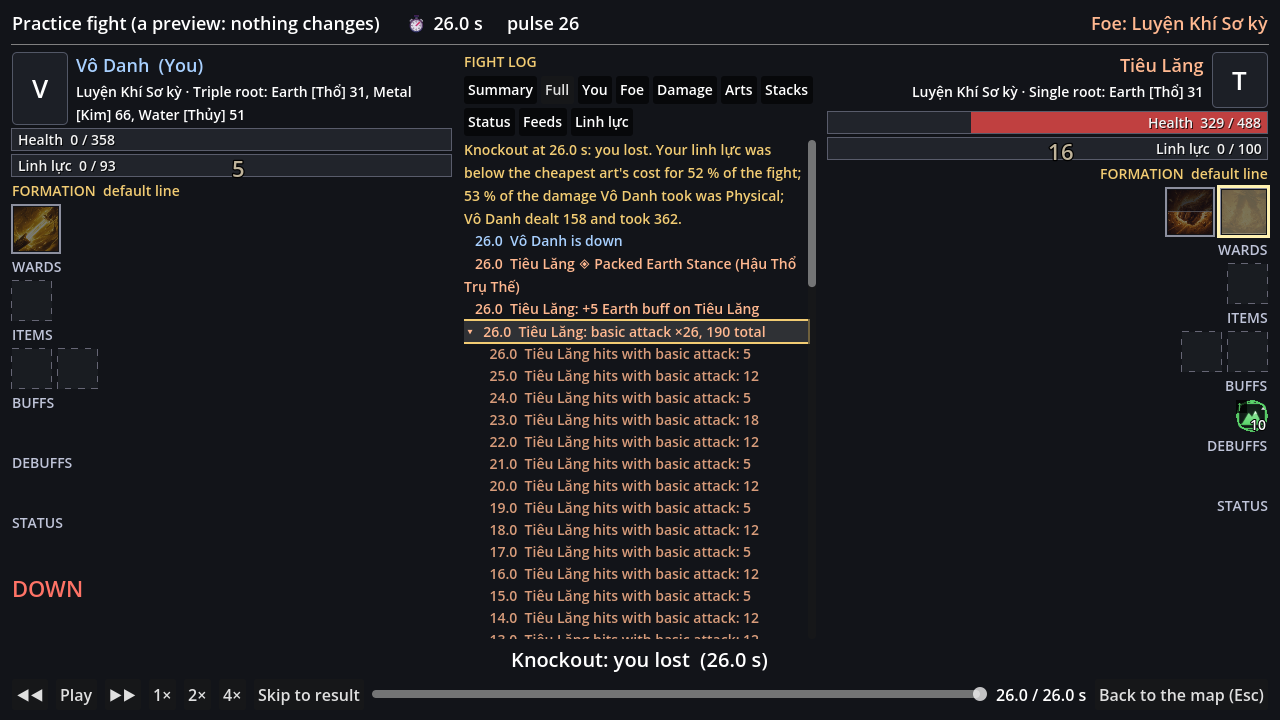 Practice fight (a preview: nothing changes) 26.0 s pulse 26 Foe: Luyện Khí Sơ kỳ
V
Vô Danh (You)
Luyện Khí Sơ kỳ · Triple root: Earth [Thổ] 31, Metal
[Kim] 66, Water [Thủy] 51
Health 0 / 358
Linh lực 0 / 93
5
FORMATION default line
WARDS
ITEMS
BUFFS
DEBUFFS
STATUS
DOWN
FIGHT LOG
Summary Full You Foe Damage Arts Stacks
Status Feeds Linh lực
Knockout at 26.0 s: you lost. Your linh lực was
below the cheapest art's cost for 52 % of the fight;
53 % of the damage Vô Danh took was Physical;
Vô Danh dealt 158 and took 362.
26.0 Vô Danh is down
26.0 Tiêu Lăng ◈ Packed Earth Stance (Hậu Thổ
Trụ Thế)
26.0 Tiêu Lăng: +5 Earth buff on Tiêu Lăng
▾ 26.0 Tiêu Lăng: basic attack ×26, 190 total
26.0 Tiêu Lăng hits with basic attack: 5
25.0 Tiêu Lăng hits with basic attack: 12
24.0 Tiêu Lăng hits with basic attack: 5
23.0 Tiêu Lăng hits with basic attack: 18
22.0 Tiêu Lăng hits with basic attack: 12
21.0 Tiêu Lăng hits with basic attack: 5
20.0 Tiêu Lăng hits with basic attack: 12
19.0 Tiêu Lăng hits with basic attack: 5
18.0 Tiêu Lăng hits with basic attack: 12
17.0 Tiêu Lăng hits with basic attack: 5
16.0 Tiêu Lăng hits with basic attack: 12
15.0 Tiêu Lăng hits with basic attack: 5
14.0 Tiêu Lăng hits with basic attack: 12
13.0 Tiêu Lăng hits with basic attack: 12
Tiêu Lăng
T
Luyện Khí Sơ kỳ · Single root: Earth [Thổ] 31
Health 329 / 488
Linh lực 0 / 100
16
FORMATION default line
WARDS
ITEMS
BUFFS
10
DEBUFFS
STATUS
Knockout: you lost (26.0 s)
◀◀ Play ▶▶ 1× 2× 4× Skip to result 26.0 / 26.0 s Back to the map (Esc)